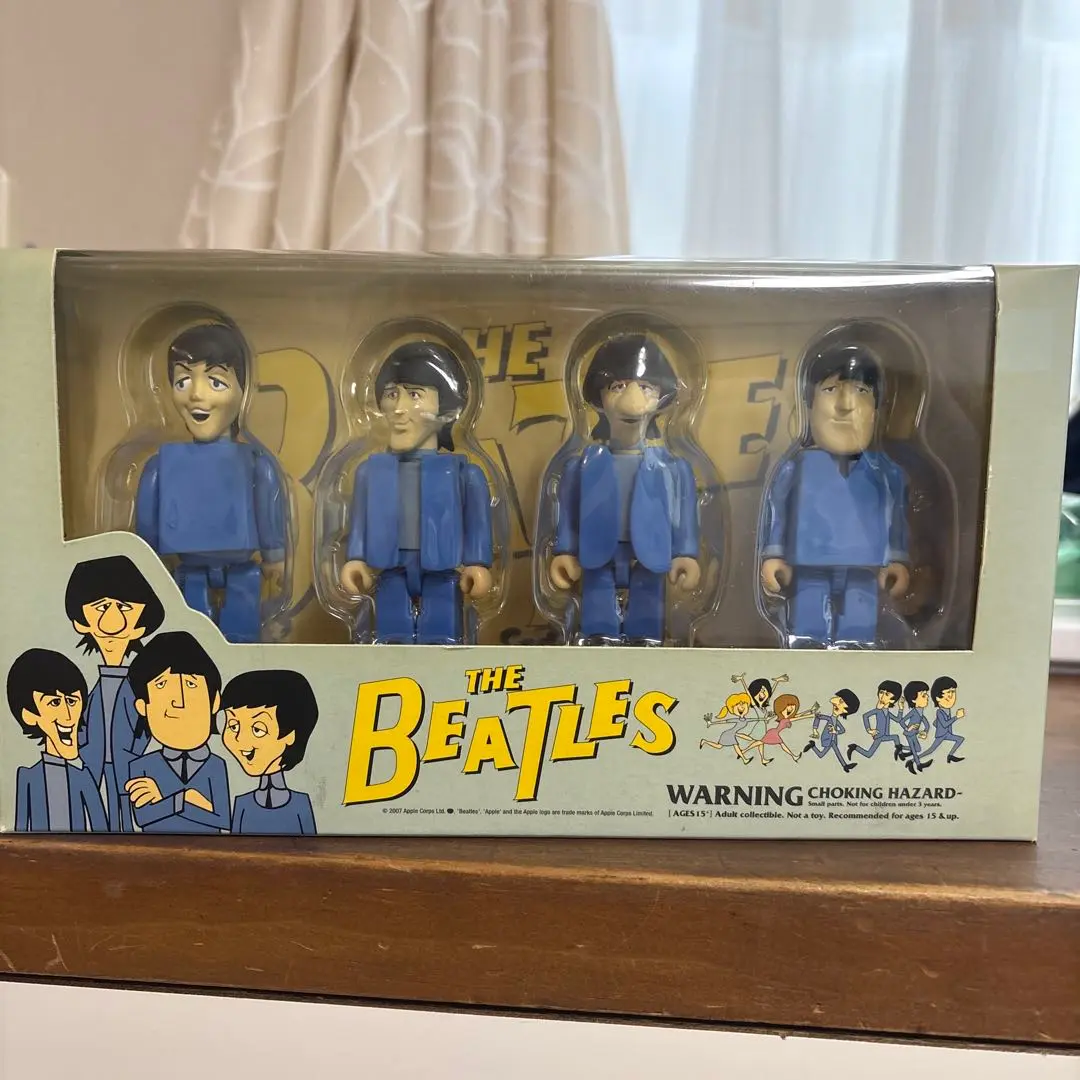 THE
THE
BEATLES
© 2007 Apple Corps Ltd. "Beatles", "Apple" and the Apple logo are trade marks of Apple Corps Limited.
WARNING CHOKING HAZARD-
Small parts. Not for children under 3 years.
[AGES15+] Adult collectible. Not a toy. Recommended for ages 15 & up.